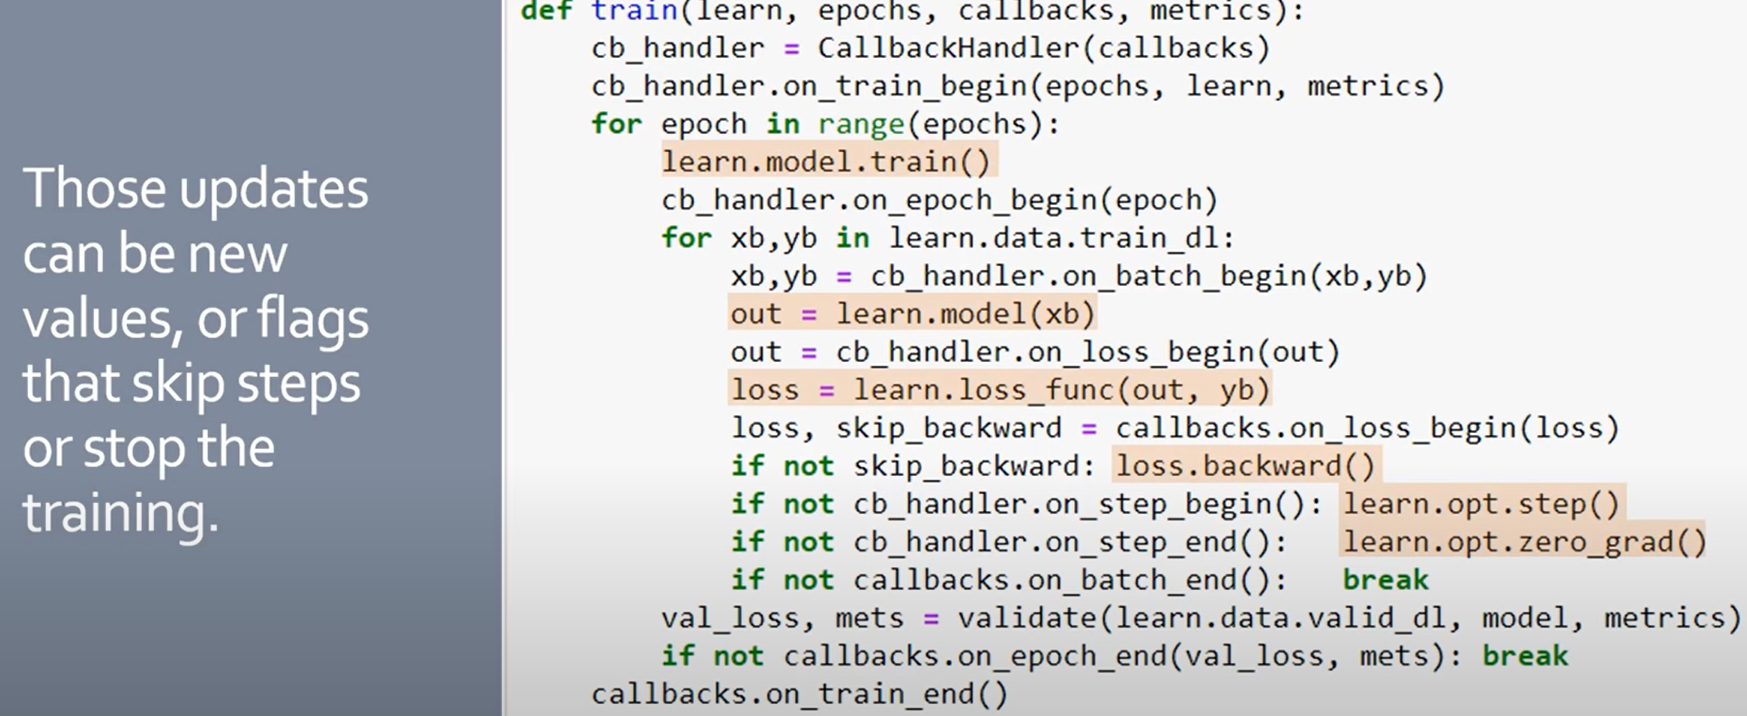 Those updates
can be new
values, or flags
that skip steps
or stop the
training.
def train(learn, epochs, callbacks, metrics):
    cb_handler = CallbackHandler(callbacks)
    cb_handler.on_train_begin(epochs, learn, metrics)
    for epoch in range(epochs):
        learn.model.train()
        cb_handler.on_epoch_begin(epoch)
        for xb,yb in learn.data.train_dl:
            xb,yb = cb_handler.on_batch_begin(xb,yb)
            out = learn.model(xb)
            out = cb_handler.on_loss_begin(out)
            loss = learn.loss_func(out, yb)
            loss, skip_backward = callbacks.on_loss_begin(loss)
            if not skip_backward: loss.backward()
            if not cb_handler.on_step_begin(): learn.opt.step()
            if not cb_handler.on_step_end():   learn.opt.zero_grad()
            if not callbacks.on_batch_end():   break
        val_loss, mets = validate(learn.data.valid_dl, model, metrics)
        if not callbacks.on_epoch_end(val_loss, mets): break
    callbacks.on_train_end()